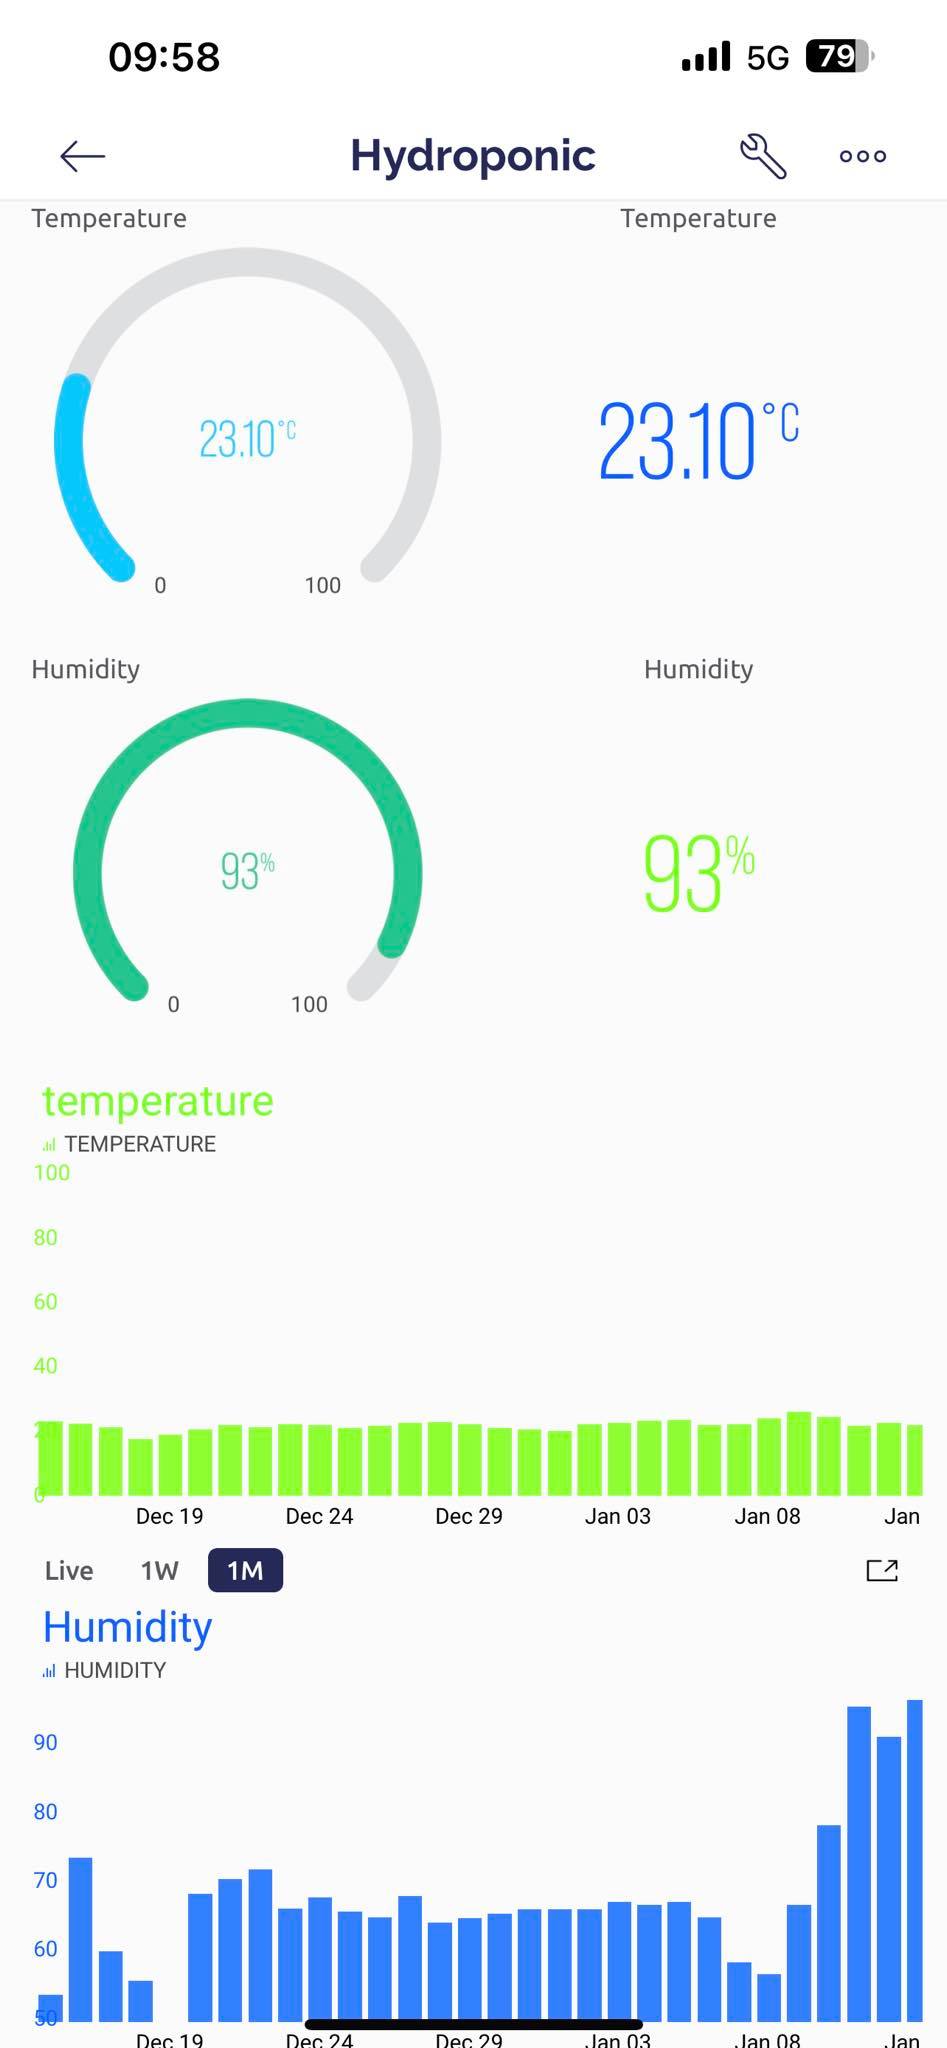 09:58 5G 79
Hydroponic
Temperature Temperature
23.10°C 23.10°C
0 100
Humidity Humidity
93% 93%
0 100
temperature
TEMPERATURE
100
80
60
40
20
0
Dec 19 Dec 24 Dec 29 Jan 03 Jan 08 Jan
Live 1W 1M
Humidity
HUMIDITY
90
80
70
60
50
Dec 19 Dec 24 Dec 29 Jan 03 Jan 08 Jan